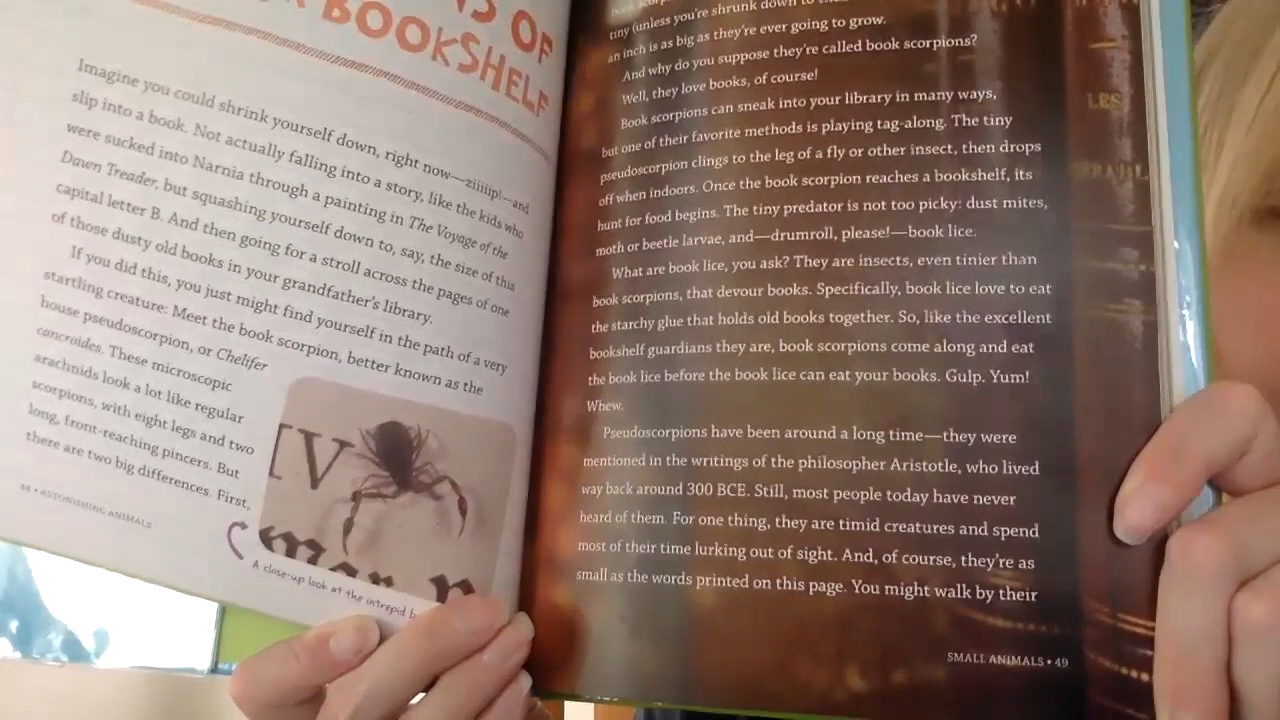 OF
BOOKSHELF
Imagine you could shrink yourself down, right now—ziiiiip!—and
slip into a book. Not actually falling into a story, like the kids who
were sucked into Narnia through a painting in The Voyage of the
Dawn Treader, but squashing yourself down to, say, the size of this
capital letter B. And then going for a stroll across the pages of one
of those dusty old books in your grandfather's library.
If you did this, you just might find yourself in the path of a very
startling creature: Meet the book scorpion, better known as the
house pseudoscorpion, or Chelifer
cancroides. These microscopic
arachnids look a lot like regular
scorpions, with eight legs and two
long, front-reaching pincers. But
there are two big differences. First,
IV
A close-up look at the intrepid b
48 • ASTONISHING ANIMALS
tiny (unless you're shrunk down to
an inch is as big as they're ever going to grow.
And why do you suppose they're called book scorpions?
Well, they love books, of course!
Book scorpions can sneak into your library in many ways,
but one of their favorite methods is playing tag-along. The tiny
pseudoscorpion clings to the leg of a fly or other insect, then drops
off when indoors. Once the book scorpion reaches a bookshelf, its
hunt for food begins. The tiny predator is not too picky: dust mites,
moth or beetle larvae, and—drumroll, please!—book lice.
What are book lice, you ask? They are insects, even tinier than
book scorpions, that devour books. Specifically, book lice love to eat
the starchy glue that holds old books together. So, like the excellent
bookshelf guardians they are, book scorpions come along and eat
the book lice before the book lice can eat your books. Gulp. Yum!
Whew.
Pseudoscorpions have been around a long time—they were
mentioned in the writings of the philosopher Aristotle, who lived
way back around 300 BCE. Still, most people today have never
heard of them. For one thing, they are timid creatures and spend
most of their time lurking out of sight. And, of course, they're as
small as the words printed on this page. You might walk by their
SMALL ANIMALS • 49